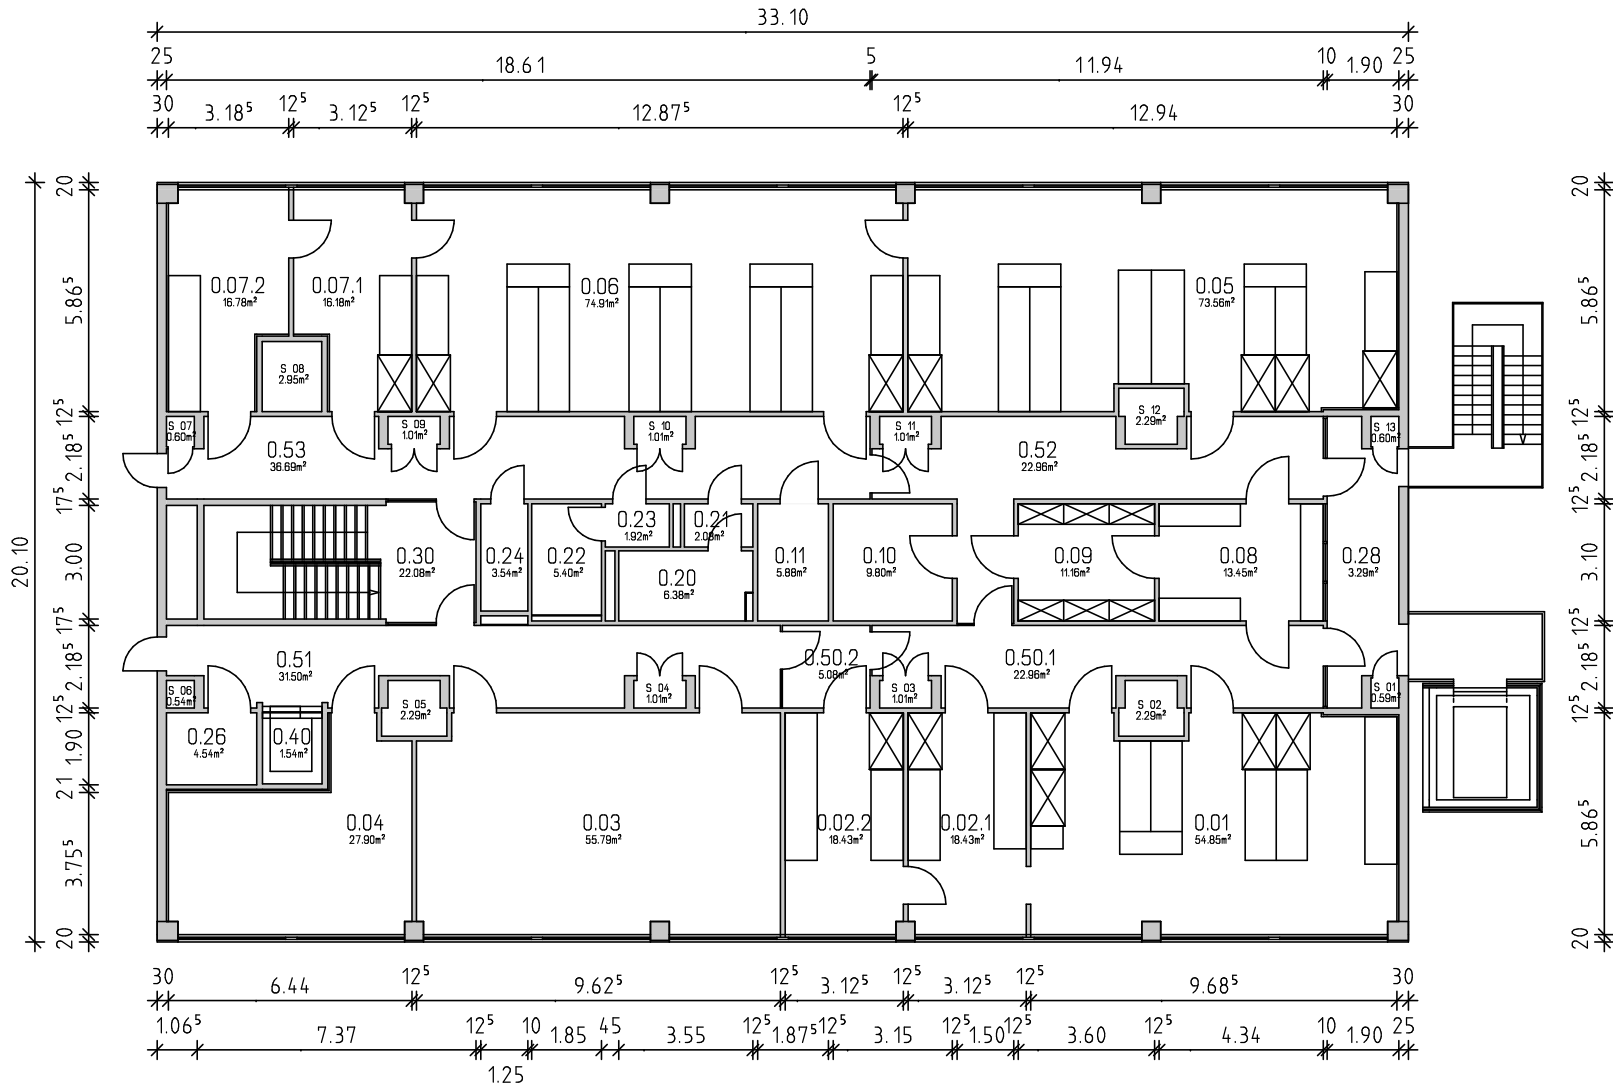 33.10
25 18.61 5 11.94 10 1.90 25
30 3.18⁵ 12⁵ 3.12⁵ 12⁵ 12.87⁵ 12⁵ 12.94 30
20 5.86⁵ 12⁵ 2.18⁵ 17⁵ 3.00 17⁵ 2.18⁵ 12⁵ 1.90 21 3.75⁵ 20
20.10
20 5.86⁵ 12⁵ 2.18⁵ 12⁵ 3.10 12⁵ 2.18⁵ 12⁵ 5.86⁵ 20
0.07.2
16.78m²
0.07.1
16.18m²
0.06
74.91m²
0.05
73.56m²
S 08
2.95m²
S 07
0.60m²
S 09
1.01m²
S 10
1.01m²
S 11
1.01m²
S 12
2.29m²
S 13
0.60m²
0.53
36.69m²
0.52
22.96m²
0.30
22.08m²
0.24
3.54m²
0.22
5.40m²
0.23
1.92m²
0.21
2.08m²
0.20
6.38m²
0.11
5.88m²
0.10
9.80m²
0.09
11.16m²
0.08
13.45m²
0.28
3.29m²
0.51
31.50m²
0.50.2
5.08m²
0.50.1
22.96m²
S 06
0.54m²
S 05
2.29m²
S 04
1.01m²
S 03
1.01m²
S 02
2.29m²
S 01
0.59m²
0.26
4.54m²
0.40
1.54m²
0.04
27.90m²
0.03
55.79m²
0.02.2
18.43m²
0.02.1
18.43m²
0.01
54.85m²
30 6.44 12⁵ 9.62⁵ 12⁵ 3.12⁵ 12⁵ 3.12⁵ 12⁵ 9.68⁵ 30
1.06⁵ 7.37 12⁵ 10 1.85 45 3.55 12⁵ 1.87⁵ 12⁵ 3.15 12⁵ 1.50 12⁵ 3.60 12⁵ 4.34 10 1.90 25
1.25